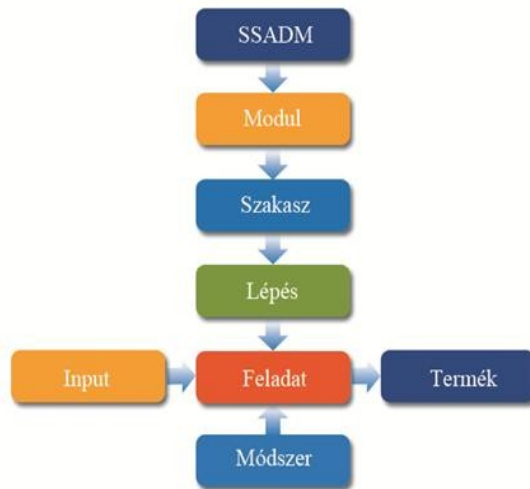 SSADM
Modul
Szakasz
Lépés
Input
Feladat
Termék
Módszer